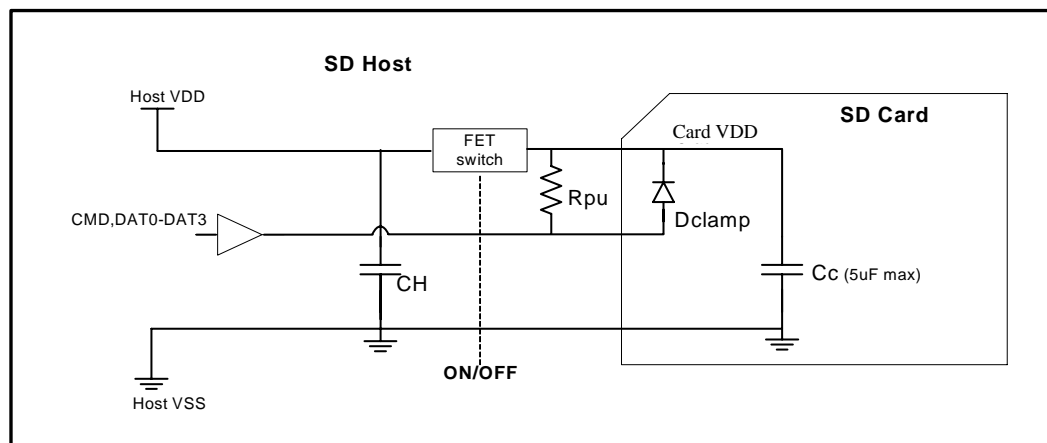 SD Host
Host VDD
FET
switch
Card VDD
SD Card
Rpu
Dclamp
CMD,DAT0-DAT3
CH
Cc (5uF max)
ON/OFF
Host VSS